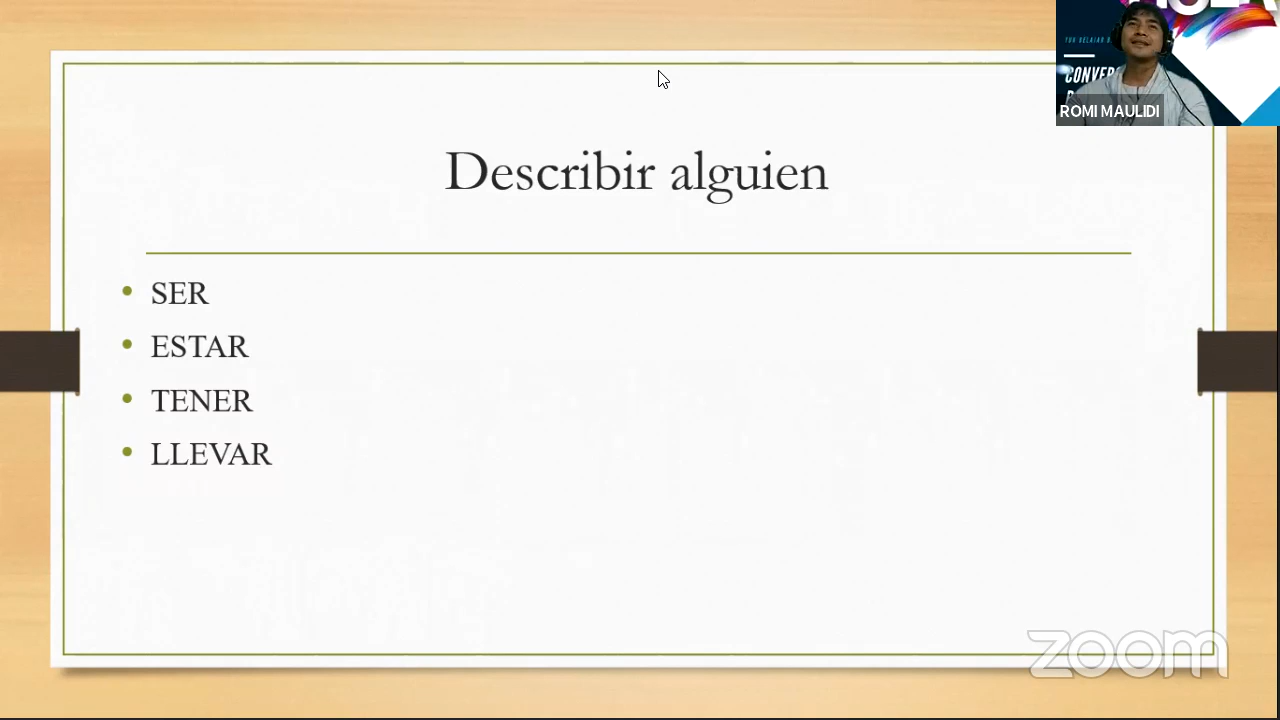 Describir alguien
SER
ESTAR
TENER
LLEVAR
ROMI MAULIDI
zoom